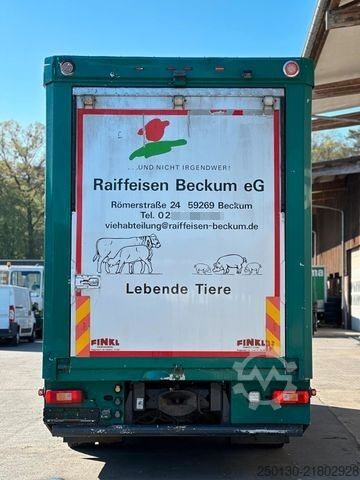 ...UND NICHT IRGENDWER!
Raiffeisen Beckum eG
Römerstraße 24 59269 Beckum
Tel. 02
viehabteilung@raiffeisen-beckum.de
Lebende Tiere
FINKL
FINKL
250130-21802928